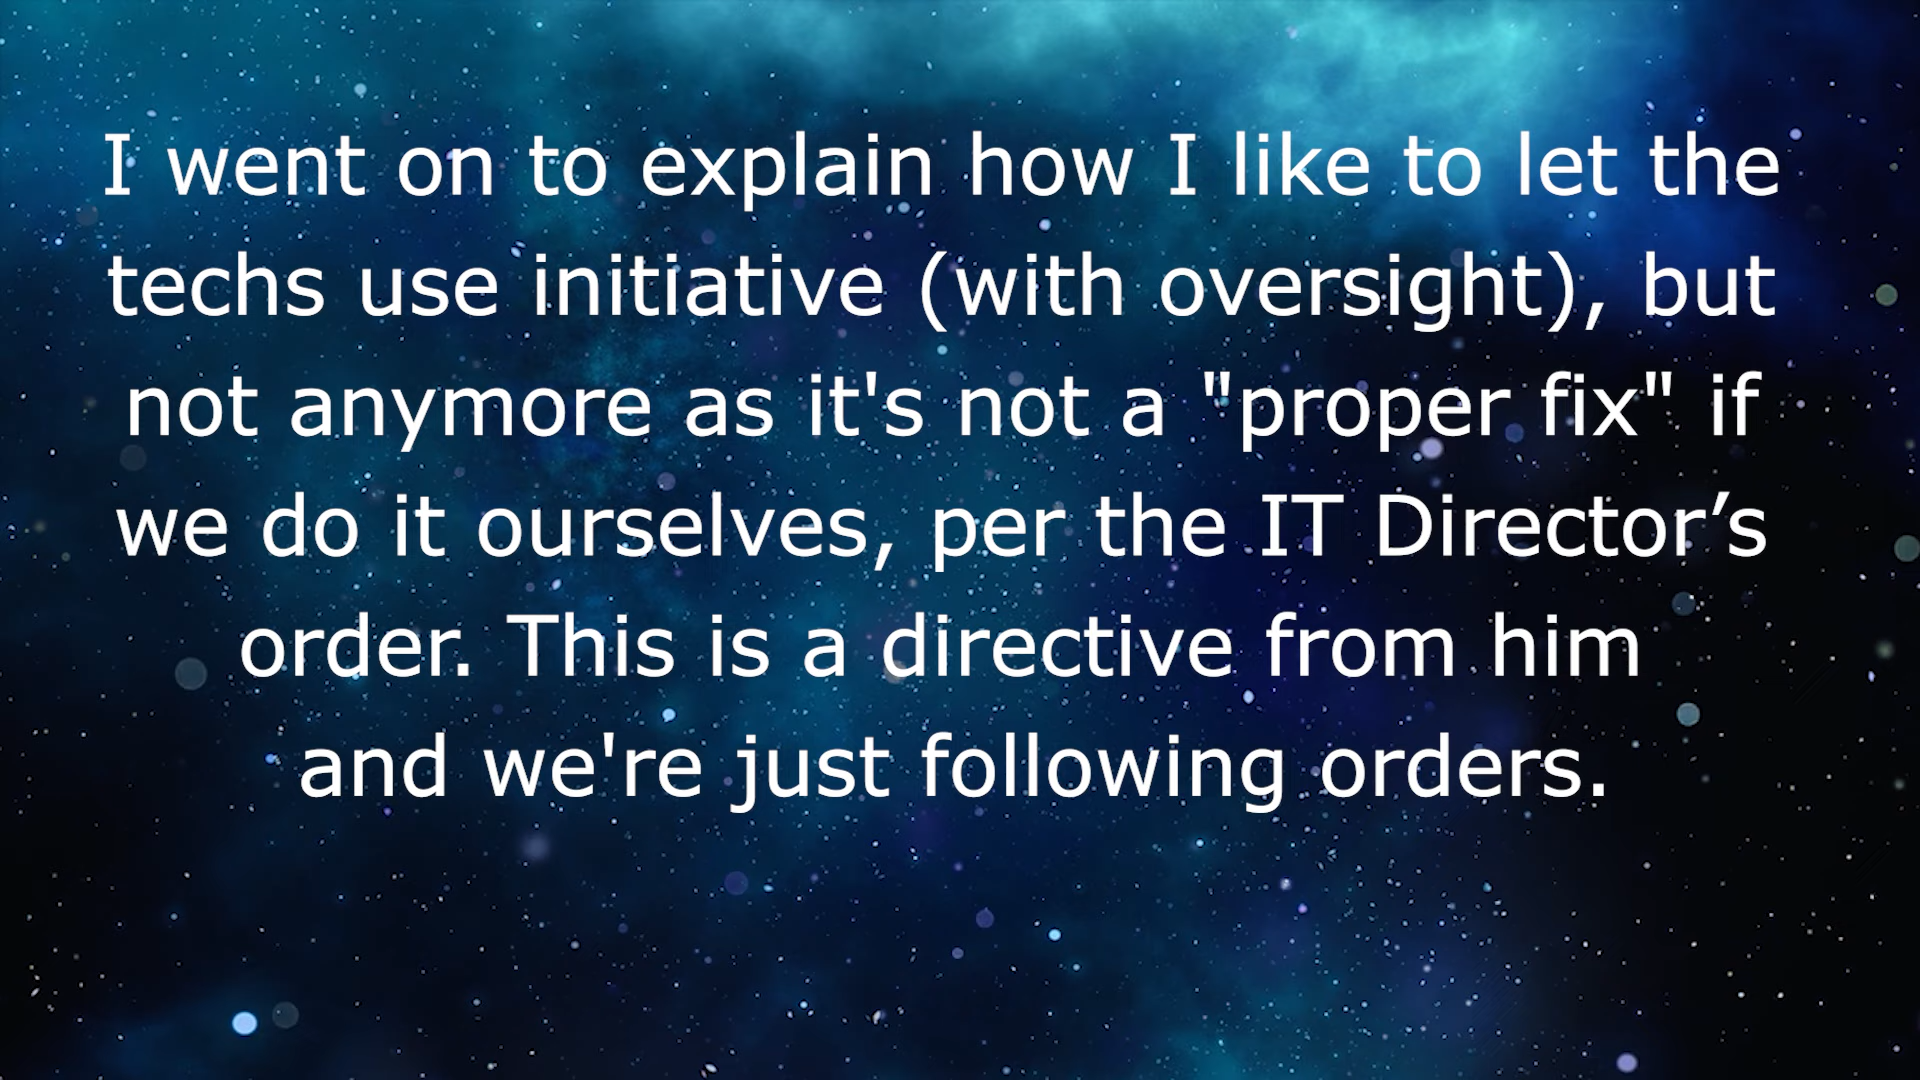 I went on to explain how I like to let the
techs use initiative (with oversight), but
not anymore as it's not a "proper fix" if
we do it ourselves, per the IT Director’s
order. This is a directive from him
and we're just following orders.